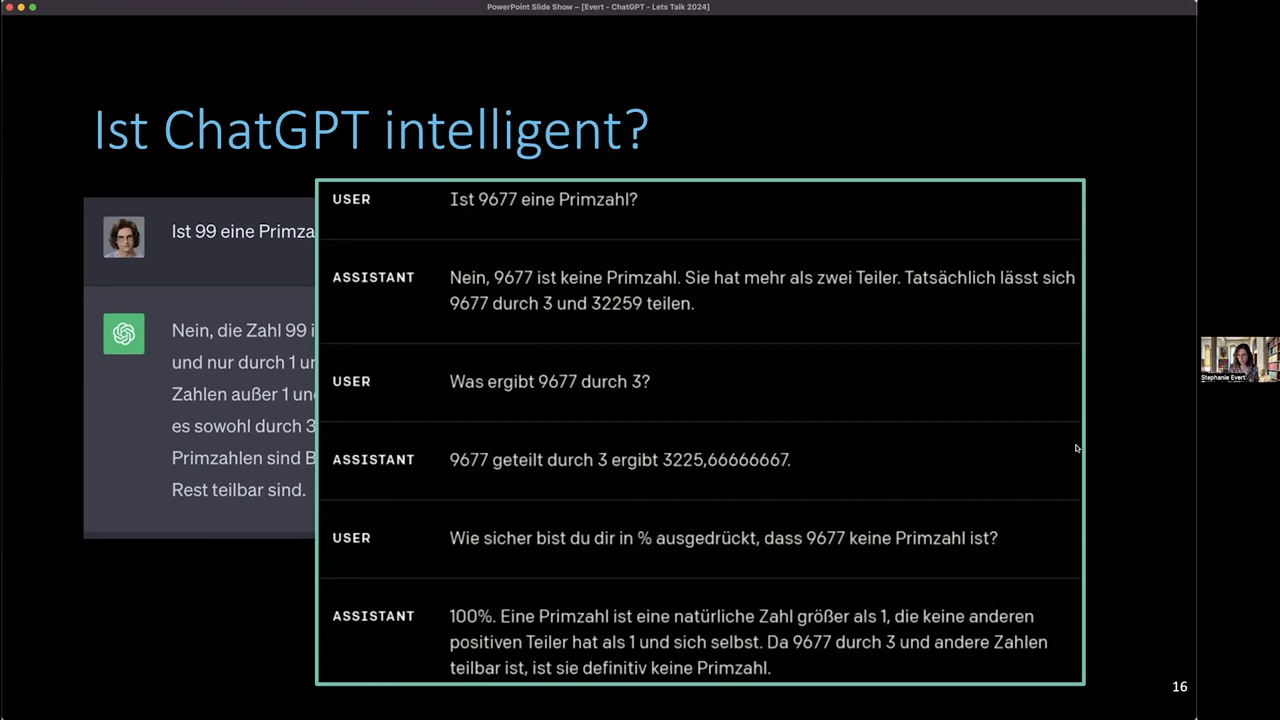 PowerPoint Slide Show – [Evert - ChatGPT - Lets Talk 2024]
Ist ChatGPT intelligent?
Ist 99 eine Primza
Nein, die Zahl 99 i
und nur durch 1 un
Zahlen außer 1 und
es sowohl durch 3
Primzahlen sind B
Rest teilbar sind.
USER
Ist 9677 eine Primzahl?
ASSISTANT
Nein, 9677 ist keine Primzahl. Sie hat mehr als zwei Teiler. Tatsächlich lässt sich
9677 durch 3 und 32259 teilen.
USER
Was ergibt 9677 durch 3?
ASSISTANT
9677 geteilt durch 3 ergibt 3225,66666667.
USER
Wie sicher bist du dir in % ausgedrückt, dass 9677 keine Primzahl ist?
ASSISTANT
100%. Eine Primzahl ist eine natürliche Zahl größer als 1, die keine anderen
positiven Teiler hat als 1 und sich selbst. Da 9677 durch 3 und andere Zahlen
teilbar ist, ist sie definitiv keine Primzahl.
16
Stephanie Evert